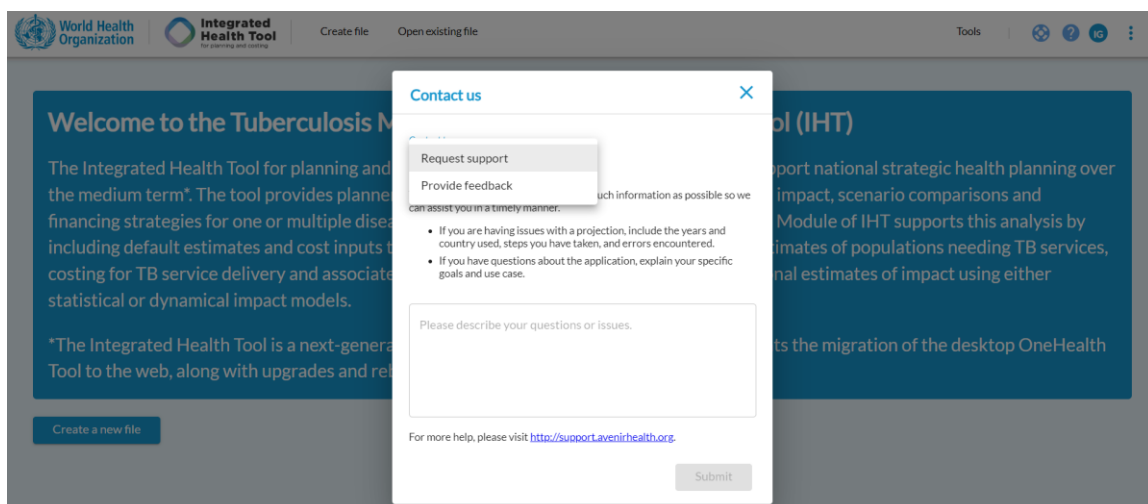 World Health
Organization
Integrated
Health Tool
for planning and costing
Create file
Open existing file
Tools
IG
Contact us
Request support
Provide feedback
uch information as possible so we
can assist you in a timely manner.
• If you are having issues with a projection, include the years and
country used, steps you have taken, and errors encountered.
• If you have questions about the application, explain your specific
goals and use case.
Please describe your questions or issues.
For more help, please visit http://support.avenirhealth.org.
Submit
Welcome to the Tuberculosis M ol (IHT)
The Integrated Health Tool for planning and pport national strategic health planning over
the medium term*. The tool provides planne impact, scenario comparisons and
financing strategies for one or multiple disea Module of IHT supports this analysis by
including default estimates and cost inputs t timates of populations needing TB services,
costing for TB service delivery and associate nal estimates of impact using either
statistical or dynamical impact models.
*The Integrated Health Tool is a next-genera ts the migration of the desktop OneHealth
Tool to the web, along with upgrades and re
Create a new file